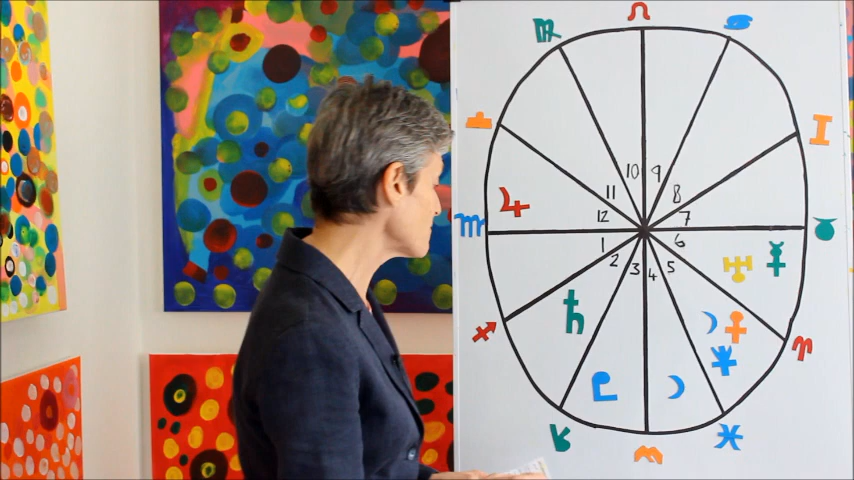 ♍ ♌ ♋
♎ ♊
10 9
11 8
♃ 12 7
♏ ♉
1 6
2 3 4 5
♅ ☿
♄ ☽ ♀
♐ ♈
♇ ☽
♑ ♒ ♓